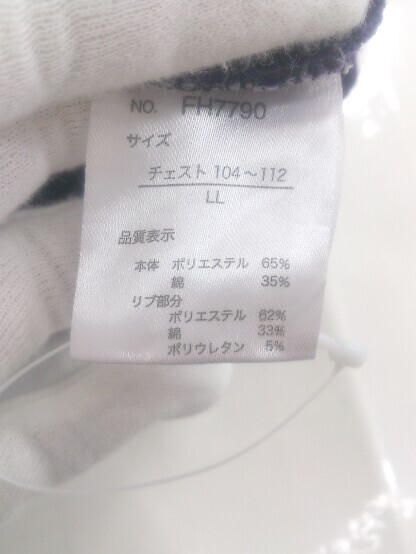 NO. FH7790
サイズ
チェスト 104～112
LL
品質表示
本体 ポリエステル 65%
綿 35%
リブ部分
ポリエステル 62%
綿 33%
ポリウレタン 5%